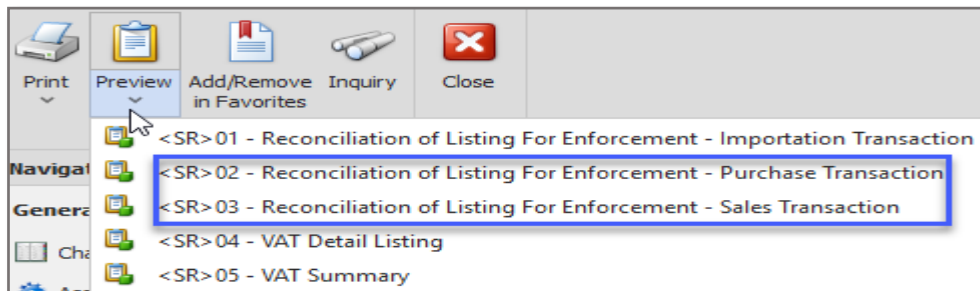 Print Preview Add/Remove in Favorites Inquiry Close
<SR>01 - Reconciliation of Listing For Enforcement - Importation Transaction
Navigat
<SR>02 - Reconciliation of Listing For Enforcement - Purchase Transaction
Genera
<SR>03 - Reconciliation of Listing For Enforcement - Sales Transaction
Cha
<SR>04 - VAT Detail Listing
<SR>05 - VAT Summary